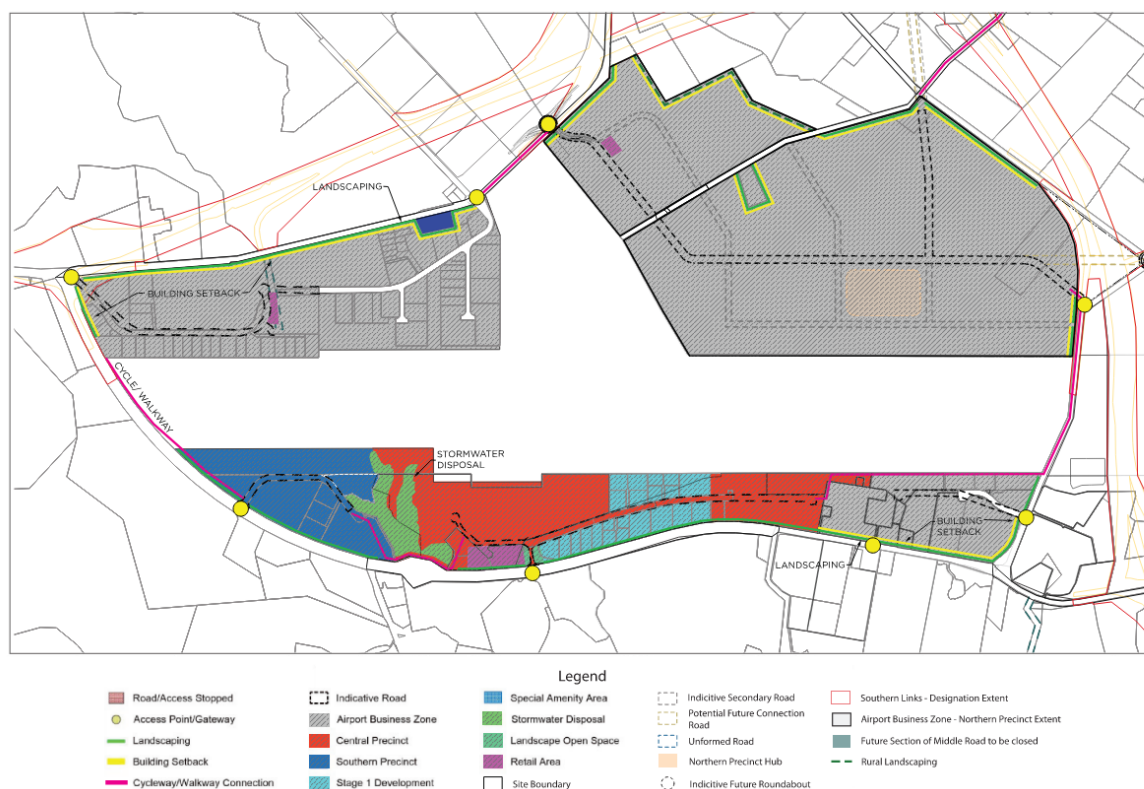 LANDSCAPING
BUILDING SETBACK
CYCLE/ WALKWAY
STORMWATER
DISPOSAL
BUILDING
SETBACK
LANDSCAPING
Legend
Road/Access Stopped
Access Point/Gateway
Landscaping
Building Setback
Cycleway/Walkway Connection
Indicative Road
Airport Business Zone
Central Precinct
Southern Precinct
Stage 1 Development
Special Amenity Area
Stormwater Disposal
Landscape Open Space
Retail Area
Site Boundary
Indicitive Secondary Road
Potential Future Connection
Road
Unformed Road
Northern Precinct Hub
Indicitive Future Roundabout
Southern Links - Designation Extent
Airport Business Zone - Northern Precinct Extent
Future Section of Middle Road to be closed
Rural Landscaping